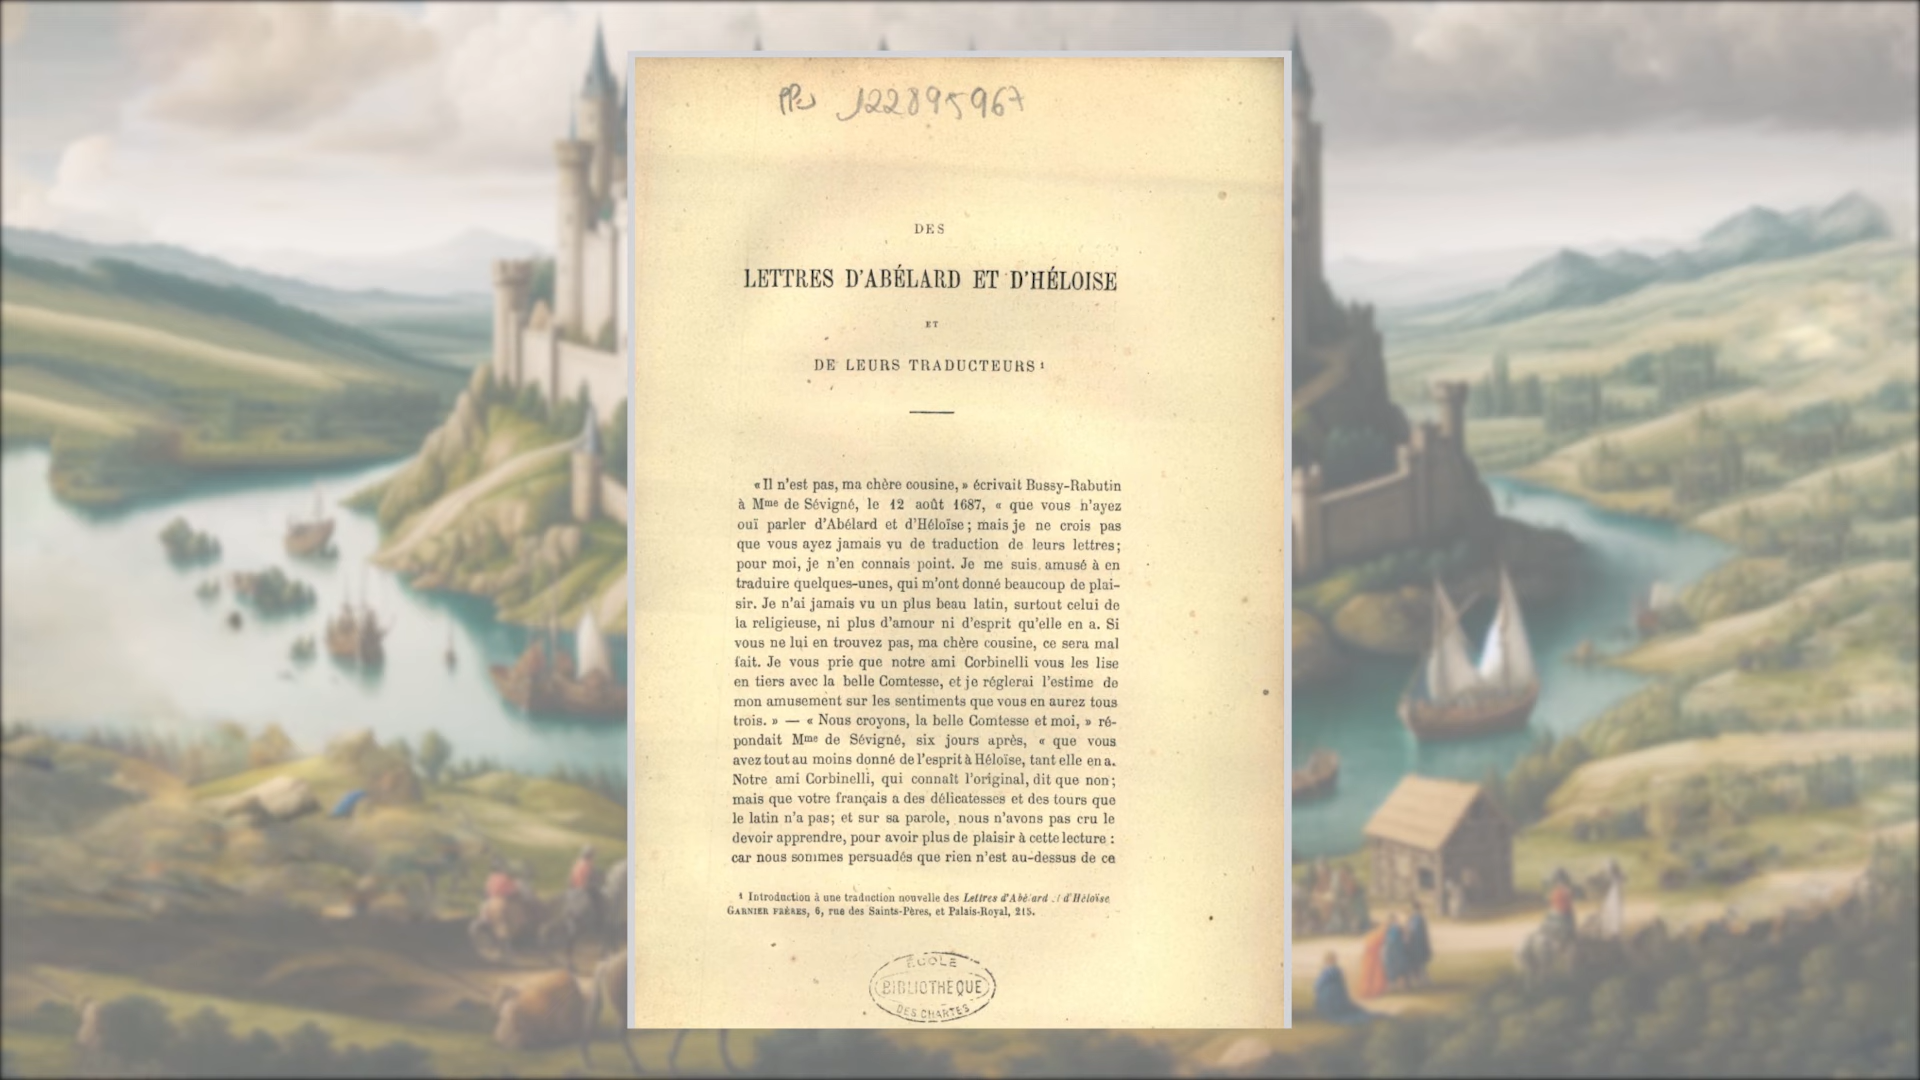 PPN 122895967
DES
LETTRES D'ABÉLARD ET D'HÉLOISE
ET
DE LEURS TRADUCTEURS ¹
« Il n'est pas, ma chère cousine, » écrivait Bussy-Rabutin
à Mme de Sévigné, le 12 août 1687, « que vous n'ayez
ouï parler d'Abélard et d'Héloïse ; mais je ne crois pas
que vous ayez jamais vu de traduction de leurs lettres ;
pour moi, je n'en connais point. Je me suis amusé à en
traduire quelques-unes, qui m'ont donné beaucoup de plai-
sir. Je n'ai jamais vu un plus beau latin, surtout celui de
la religieuse, ni plus d'amour ni d'esprit qu'elle en a. Si
vous ne lui en trouvez pas, ma chère cousine, ce sera mal
fait. Je vous prie que notre ami Corbinelli vous les lise
en tiers avec la belle Comtesse, et je réglerai l'estime de
mon amusement sur les sentiments que vous en aurez tous
trois. » — « Nous croyons, la belle Comtesse et moi, » ré-
pondait Mme de Sévigné, six jours après, « que vous
avez tout au moins donné de l'esprit à Héloïse, tant elle en a.
Notre ami Corbinelli, qui connaît l'original, dit que non ;
mais que votre français a des délicatesses et des tours que
le latin n'a pas ; et sur sa parole, nous n'avons pas cru le
devoir apprendre, pour avoir plus de plaisir à cette lecture :
car nous sommes persuadés que rien n'est au-dessus de ce
¹ Introduction à une traduction nouvelle des Lettres d'Abélard et d'Héloïse
GARNIER FRÈRES, 6, rue des Saints-Pères, et Palais-Royal, 215.
ÉCOLE
BIBLIOTHEQUE
DES CHARTES